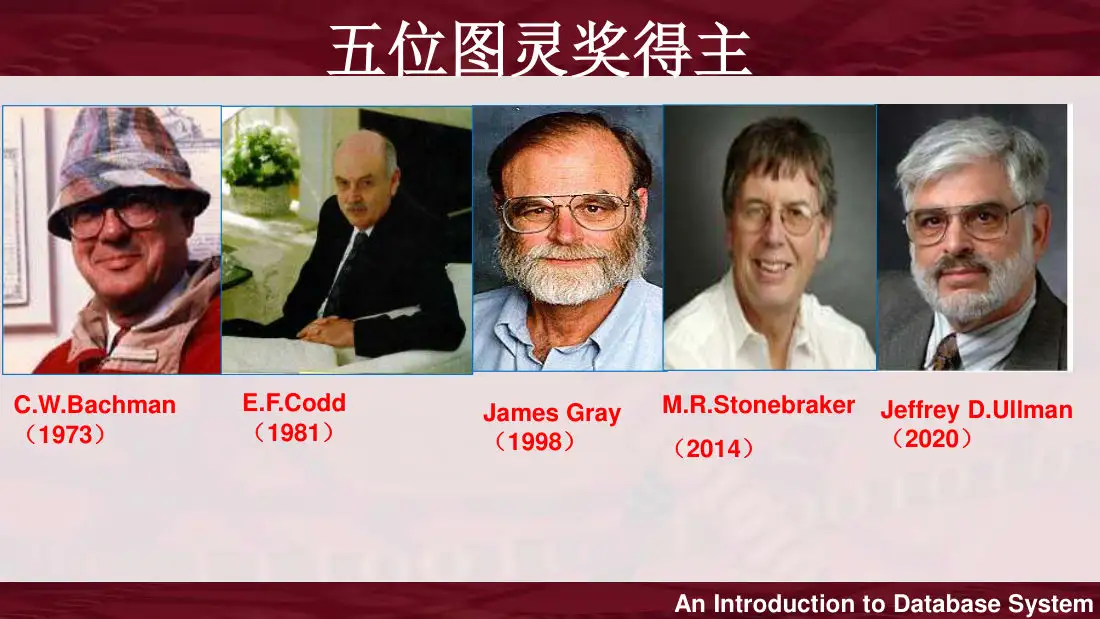 五位图灵奖得主
C.W.Bachman
（1973）
E.F.Codd
（1981）
James Gray
（1998）
M.R.Stonebraker
（2014）
Jeffrey D.Ullman
（2020）
An Introduction to Database System